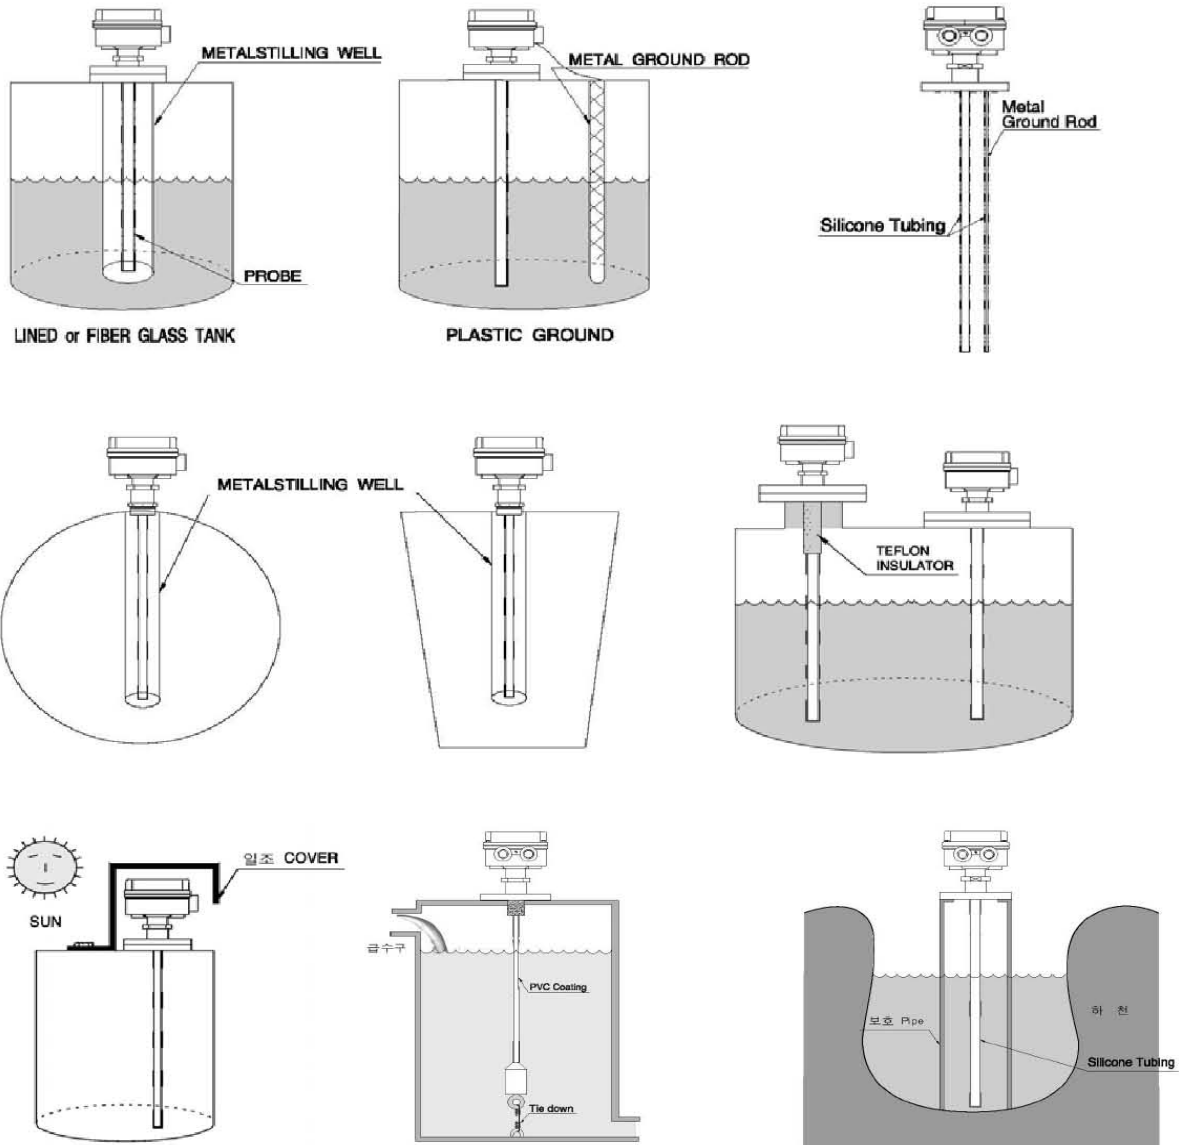 METALSTILLING WELL
PROBE
LINED or FIBER GLASS TANK
METAL GROUND ROD
PLASTIC GROUND
Metal
Ground Rod
Silicone Tubing
METALSTILLING WELL
TEFLON
INSULATOR
SUN
일조 COVER
급수구
PVC Coating
Tie down
보호 Pipe
하 천
Silicone Tubing